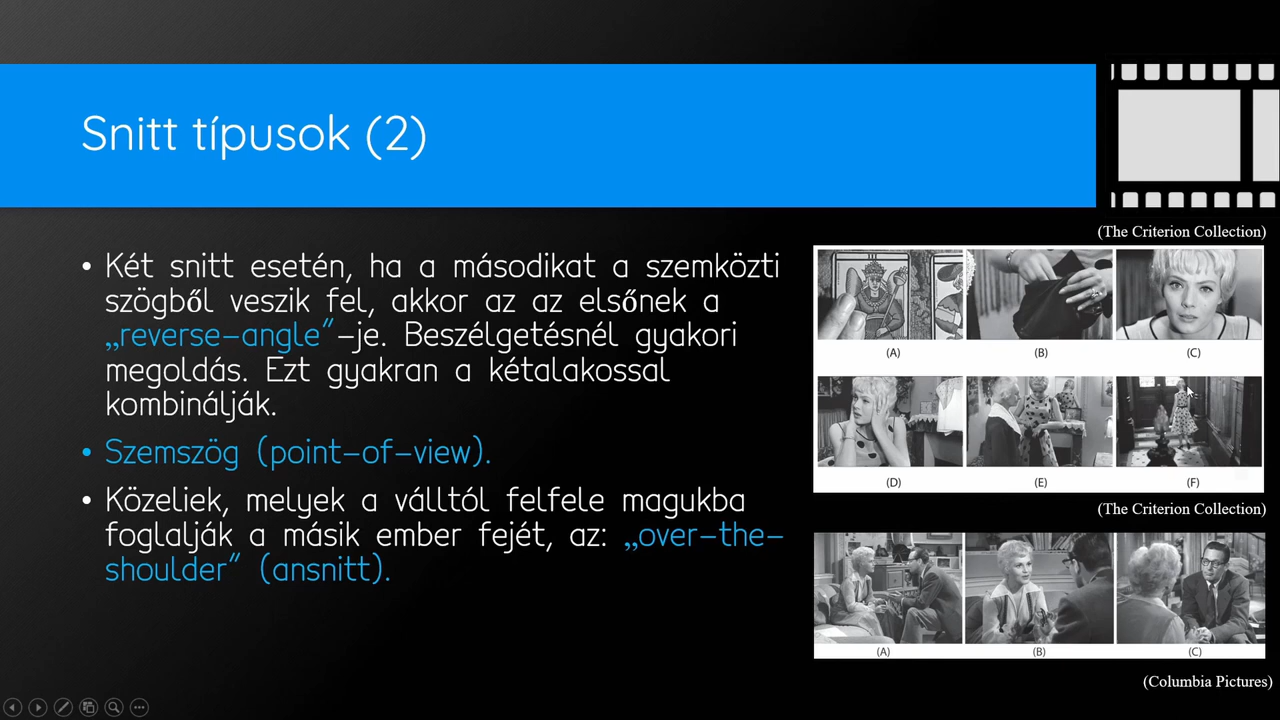 Snitt típusok (2)
• Két snitt esetén, ha a másodikat a szemközti
szögből veszik fel, akkor az az elsőnek a
„reverse-angle”-je. Beszélgetésnél gyakori
megoldás. Ezt gyakran a kétalakossal
kombinálják.
• Szemszög (point-of-view).
• Közeliek, melyek a válltól felfele magukba
foglalják a másik ember fejét, az: „over-the-
shoulder” (ansnitt).
(The Criterion Collection)
(A) (B) (C)
(D) (E) (F)
(The Criterion Collection)
(A) (B) (C)
(Columbia Pictures)